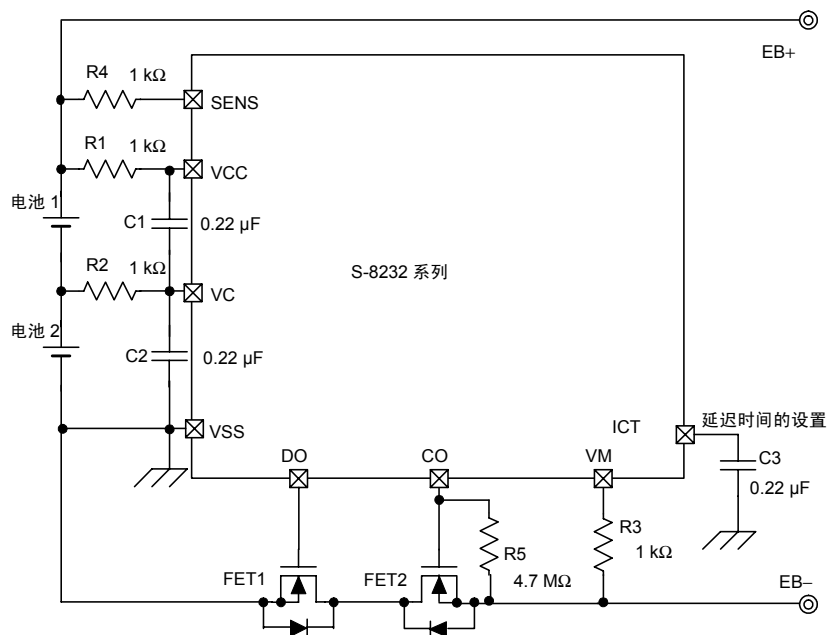 EB+
R4 1 kΩ
SENS
R1 1 kΩ
VCC
电池 1
C1 0.22 µF
S-8232 系列
R2 1 kΩ
VC
电池 2
C2 0.22 µF
VSS
ICT
延迟时间的设置
DO
CO
VM
C3
0.22 µF
R3
1 kΩ
R5
4.7 MΩ
FET1
FET2
EB−